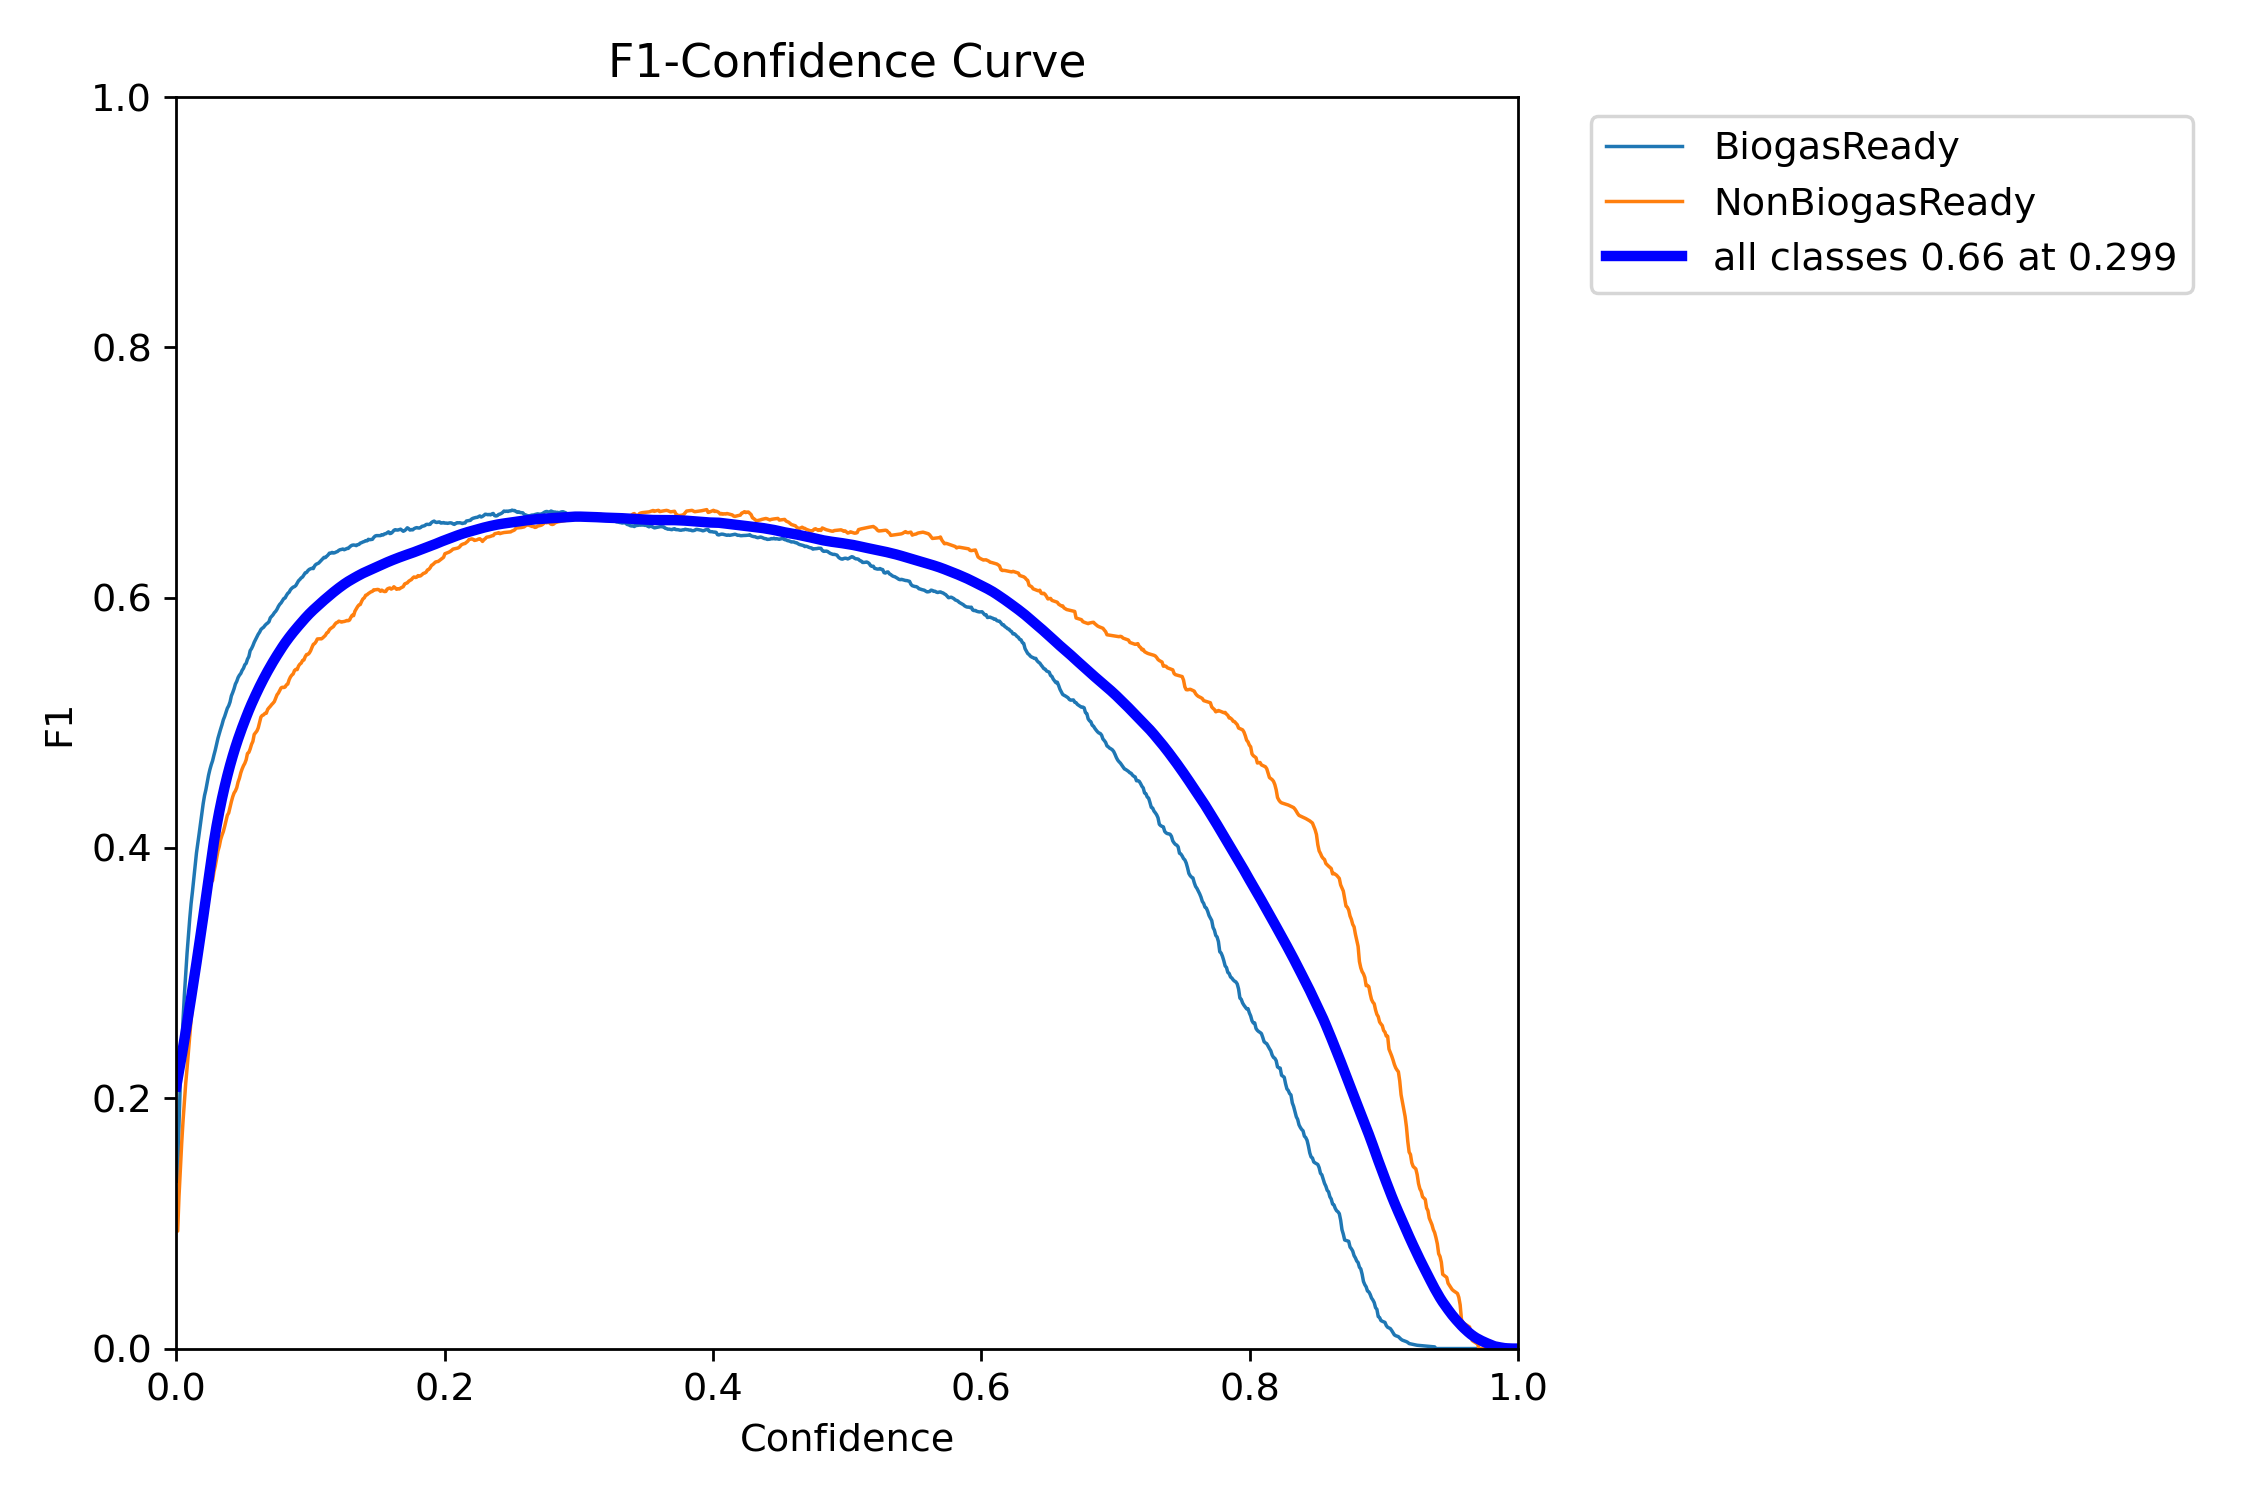 F1-Confidence Curve
1.0
0.8
0.6
0.4
0.2
0.0
F1
0.0 0.2 0.4 0.6 0.8 1.0
Confidence
BiogasReady
NonBiogasReady
all classes 0.66 at 0.299